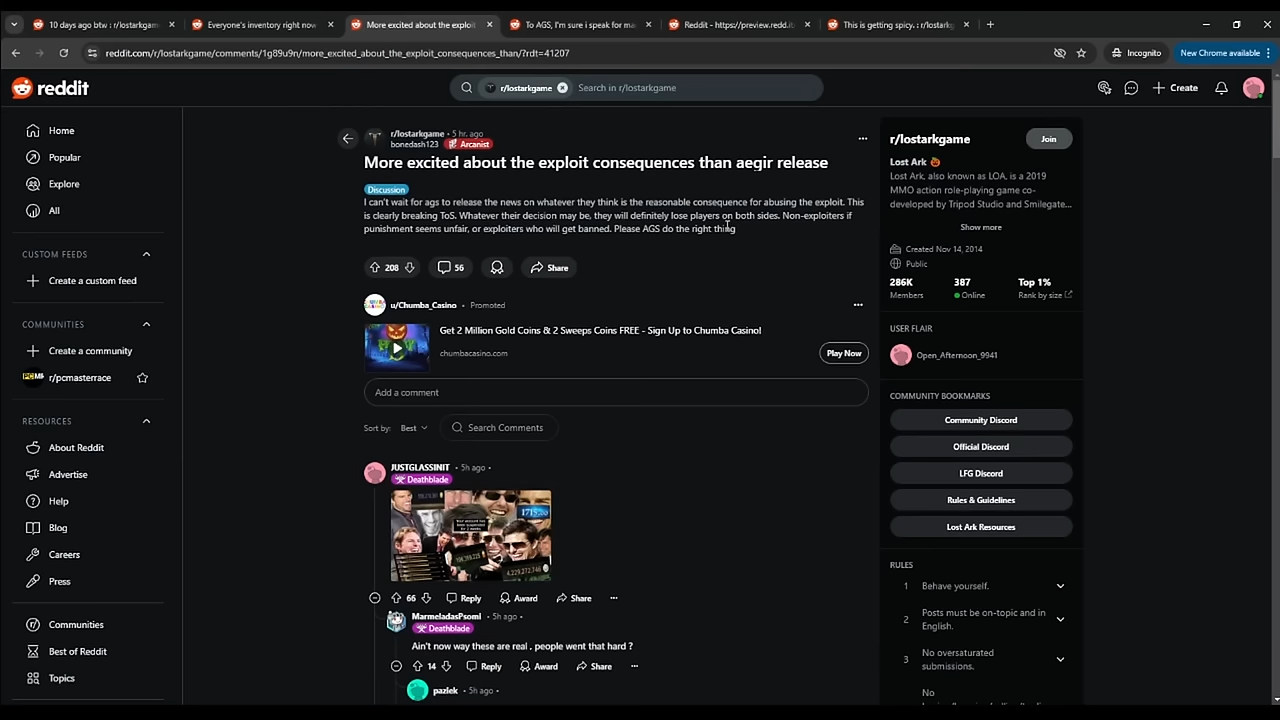 10 days ago btw : r/lostarkgam
Everyone's inventory right now
More excited about the exploit
To AGS, I'm sure i speak for ma
Reddit - https://preview.redd.it
This is getting spicy. : r/lostark
reddit.com/r/lostarkgame/comments/1g89u9n/more_excited_about_the_exploit_consequences_than/?rdt=41207
Incognito
New Chrome available
reddit
r/lostarkgame
Search in r/lostarkgame
Create
Home
Popular
Explore
All
CUSTOM FEEDS
Create a custom feed
COMMUNITIES
Create a community
r/pcmasterrace
RESOURCES
About Reddit
Advertise
Help
Blog
Careers
Press
Communities
Best of Reddit
Topics
r/lostarkgame • 5 hr. ago
bonedash123 Arcanist
More excited about the exploit consequences than aegir release
Discussion
I can't wait for ags to release the news on whatever they think is the reasonable consequence for abusing the exploit. This
is clearly breaking ToS. Whatever their decision may be, they will definitely lose players on both sides. Non-exploiters if
punishment seems unfair, or exploiters who will get banned. Please AGS do the right thing
208 56 Share
u/Chumba_Casino • Promoted
Get 2 Million Gold Coins & 2 Sweeps Coins FREE - Sign Up to Chumba Casino!
chumbacasino.com
Play Now
Add a comment
Sort by: Best Search Comments
JUSTGLASSINIT • 5h ago •
Deathblade
1715.00
4,229,272,746
66 Reply Award Share
MarmeladasPsomi • 5h ago •
Deathblade
Ain't now way these are real , people went that hard ?
14 Reply Award Share
pazlek • 5h ago •
r/lostarkgame
Join
Lost Ark
Lost Ark, also known as LOA, is a 2019
MMO action role-playing game co-
developed by Tripod Studio and Smilegate...
Show more
Created Nov 14, 2014
Public
286K 387 Top 1%
Members Online Rank by size
USER FLAIR
Open_Afternoon_9941
COMMUNITY BOOKMARKS
Community Discord
Official Discord
LFG Discord
Rules & Guidelines
Lost Ark Resources
RULES
1 Behave yourself.
2 Posts must be on-topic and in
English.
3 No oversaturated
submissions.
No